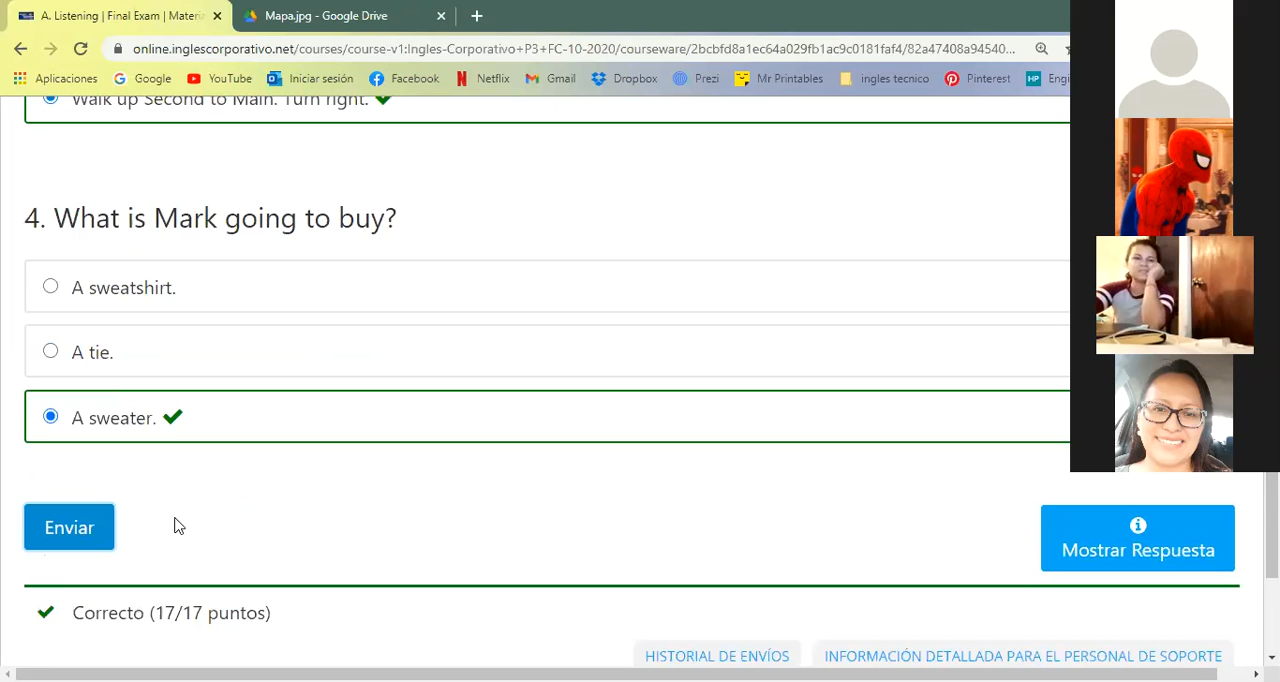 A. Listening | Final Exam | Materia
Mapa.jpg - Google Drive
online.inglescorporativo.net/courses/course-v1:Ingles-Corporativo+P3+FC-10-2020/courseware/2bcbfd8a1ec64a029fb1ac9c0181faf4/82a47408a94540...
Aplicaciones Google YouTube Iniciar sesión Facebook Netflix Gmail Dropbox Prezi Mr Printables ingles tecnico Pinterest HP Engi
Walk up Second to Main. Turn right.
4. What is Mark going to buy?
A sweatshirt.
A tie.
A sweater.
Enviar
Mostrar Respuesta
Correcto (17/17 puntos)
HISTORIAL DE ENVÍOS INFORMACIÓN DETALLADA PARA EL PERSONAL DE SOPORTE